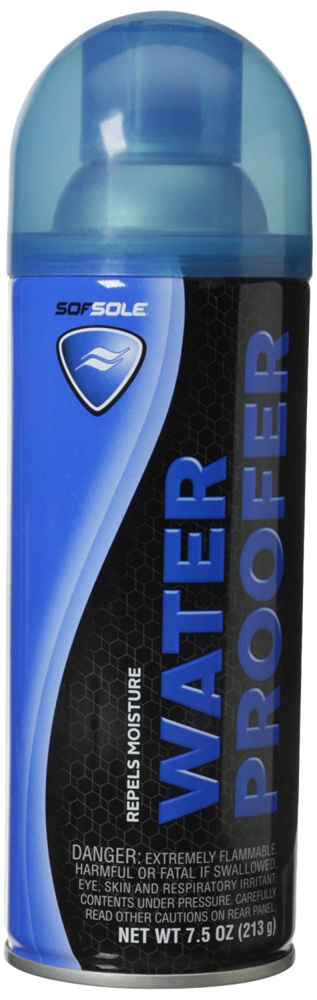 SOFSOLE
WATER
PROOFER
REPELS MOISTURE
DANGER: EXTREMELY FLAMMABLE.
HARMFUL OR FATAL IF SWALLOWED.
EYE, SKIN AND RESPIRATORY IRRITANT.
CONTENTS UNDER PRESSURE. CAREFULLY
READ OTHER CAUTIONS ON REAR PANEL.
NET WT 7.5 OZ (213 g)